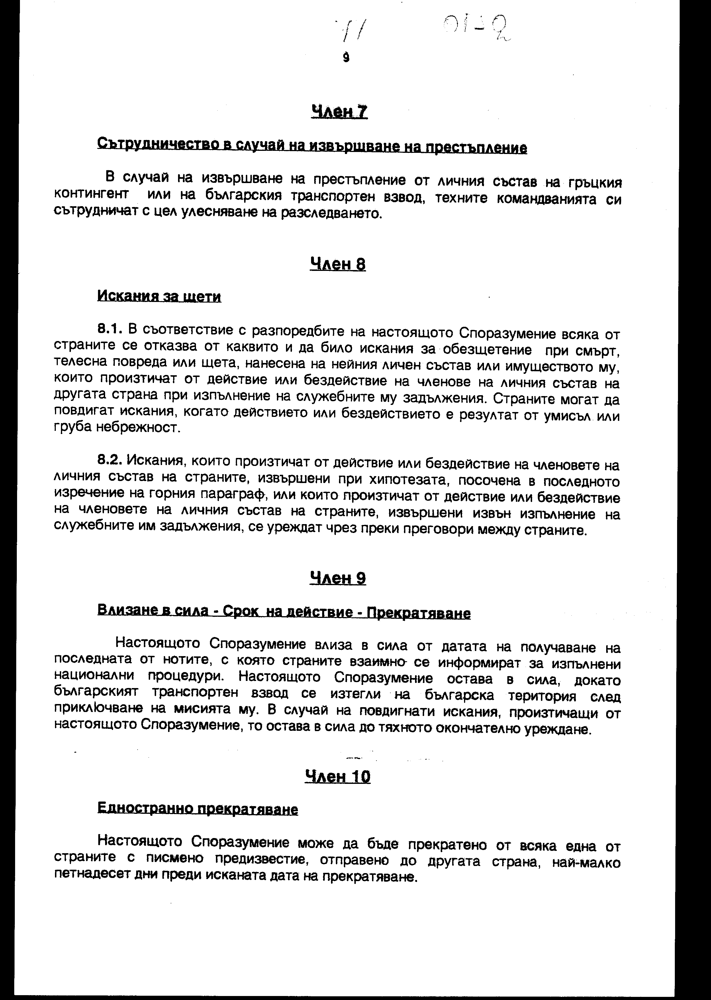 9
Член 7
Сътрудничество в случай на извършване на престъпление
В случай на извършване на престъпление от личния състав на гръцкия
контингент или на българския транспортен взвод, техните командванията си
сътрудничат с цел улесняване на разследването.
Член 8
Искания за щети
8.1. В съответствие с разпоредбите на настоящото Споразумение всяка от
страните се отказва от каквито и да било искания за обезщетение при смърт,
телесна повреда или щета, нанесена на нейния личен състав или имуществото му,
които произтичат от действие или бездействие на членове на личния състав на
другата страна при изпълнение на служебните му задължения. Страните могат да
повдигат искания, когато действието или бездействието е резултат от умисъл или
груба небрежност.
8.2. Искания, които произтичат от действие или бездействие на членовете на
личния състав на страните, извършени при хипотезата, посочена в последното
изречение на горния параграф, или които произтичат от действие или бездействие
на членовете на личния състав на страните, извършени извън изпълнение на
служебните им задължения, се уреждат чрез преки преговори между страните.
Член 9
Влизане в сила - Срок на действие - Прекратяване
Настоящото Споразумение влиза в сила от датата на получаване на
последната от нотите, с която страните взаимно се информират за изпълнени
национални процедури. Настоящото Споразумение остава в сила, докато
българският транспортен взвод се изтегли на българска територия след
приключване на мисията му. В случай на повдигнати искания, произтичащи от
настоящото Споразумение, то остава в сила до тяхното окончателно уреждане.
Член 10
Едностранно прекратяване
Настоящото Споразумение може да бъде прекратено от всяка една от
страните с писмено предизвестие, отправено до другата страна, най-малко
петнадесет дни преди исканата дата на прекратяване.